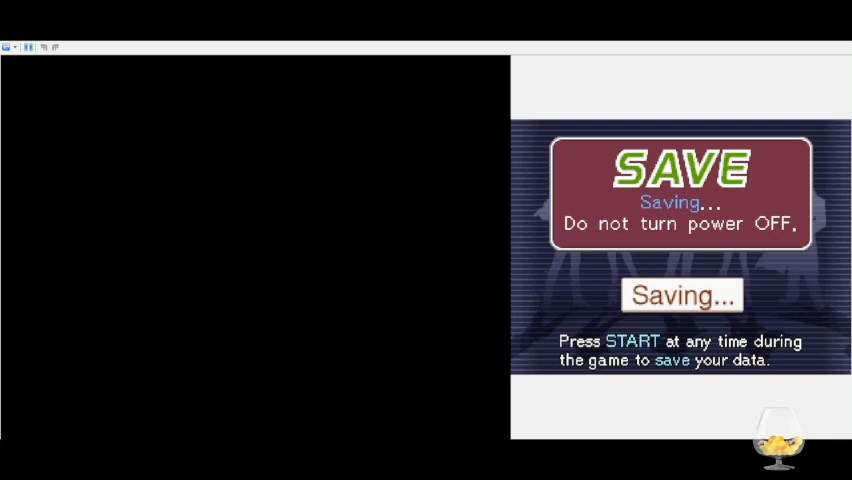 SAVE
Saving...
Do not turn power OFF.
Saving...
Press START at any time during
the game to save your data.